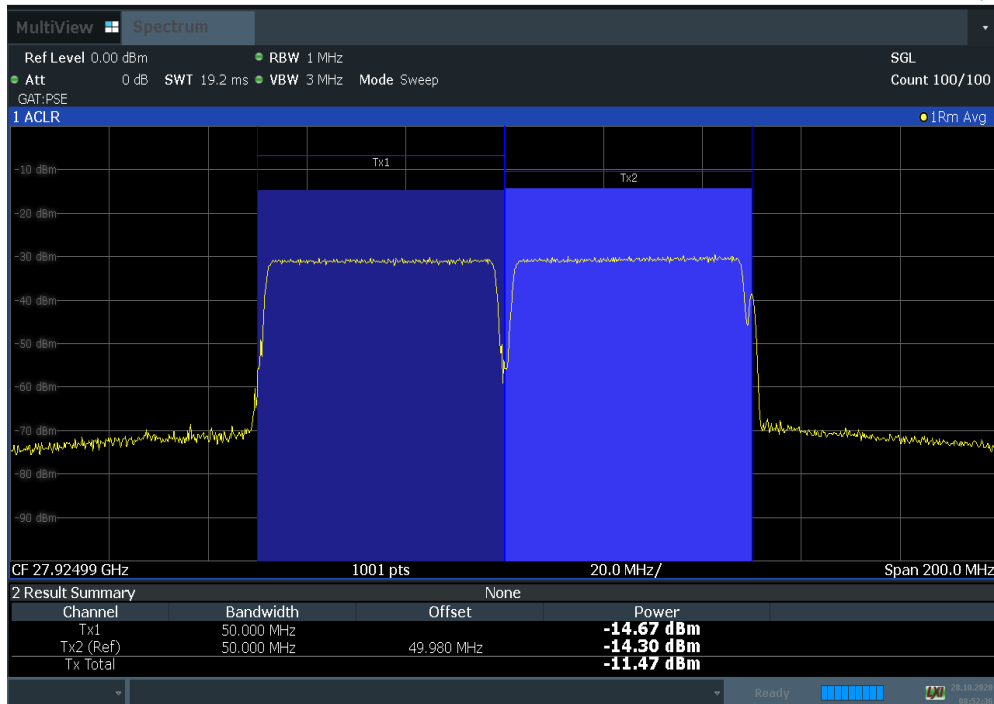 MultiView Spectrum
Ref Level 0.00 dBm RBW 1 MHz SGL
Att 0 dB SWT 19.2 ms VBW 3 MHz Mode Sweep Count 100/100
GAT:PSE
1 ACLR 1Rm Avg
Tx1
-10 dBm
Tx2
-20 dBm
-30 dBm
-40 dBm
-50 dBm
-60 dBm
-70 dBm
-80 dBm
-90 dBm
CF 27.92499 GHz 1001 pts 20.0 MHz/ Span 200.0 MHz
2 Result Summary None
Channel Bandwidth Offset Power
Tx1 50.000 MHz -14.67 dBm
Tx2 (Ref) 50.000 MHz 49.980 MHz -14.30 dBm
Tx Total -11.47 dBm
Ready 28.10.2020